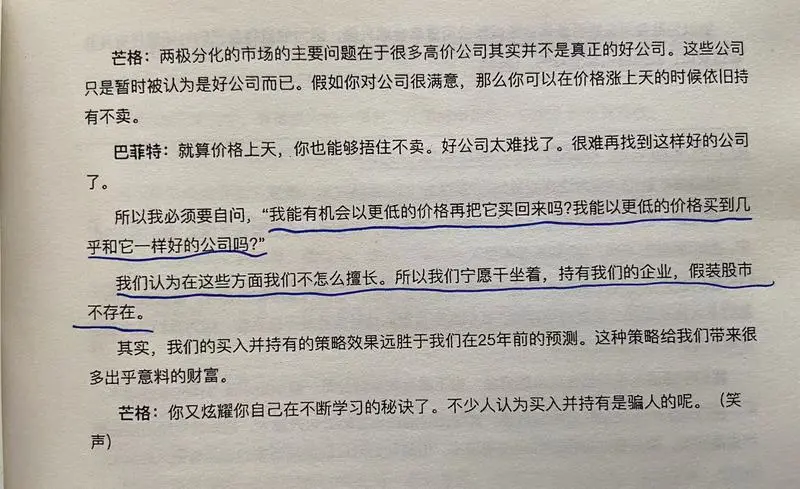 芒格：两极分化的市场的主要问题在于很多高价公司其实并不是真正的好公司。这些公司
只是暂时被认为是好公司而已。假如你对公司很满意，那么你可以在价格涨上天的时候依旧持
有不卖。
巴菲特：就算价格上天，你也能够捂住不卖。好公司太难找了。很难再找到这样好的公司
了。
所以我必须要自问，“我能有机会以更低的价格再把它买回来吗？我能以更低的价格买到几
乎和它一样好的公司吗？”
我们认为在这些方面我们不怎么擅长。所以我们宁愿干坐着，持有我们的企业，假装股市
不存在。
其实，我们的买入并持有的策略效果远胜于我们在25年前的预测。这种策略给我们带来很
多出乎意料的财富。
芒格：你又炫耀你自己在不断学习的秘诀了。不少人认为买入并持有是骗人的呢。（笑
声）